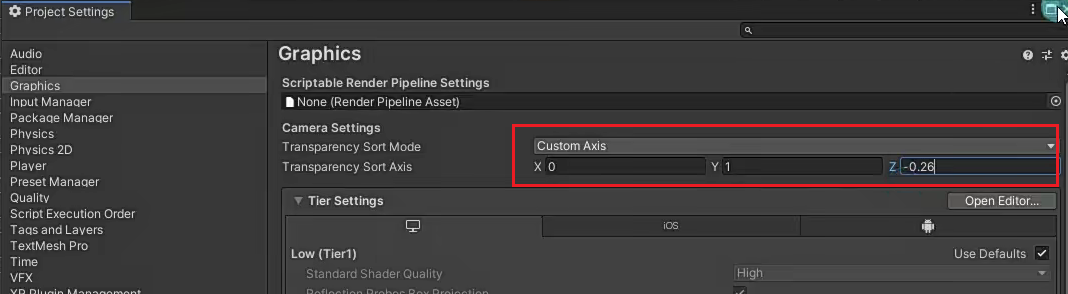 Project Settings
Audio
Editor
Graphics
Input Manager
Package Manager
Physics
Physics 2D
Player
Preset Manager
Quality
Script Execution Order
Tags and Layers
TextMesh Pro
Time
VFX
XR Plugin Management
Graphics
Scriptable Render Pipeline Settings
None (Render Pipeline Asset)
Camera Settings
Transparency Sort Mode Custom Axis
Transparency Sort Axis X 0 Y 1 Z -0.26
Tier Settings Open Editor...
iOS
Low (Tier1) Use Defaults
Standard Shader Quality High
Reflection Probes Box Projection